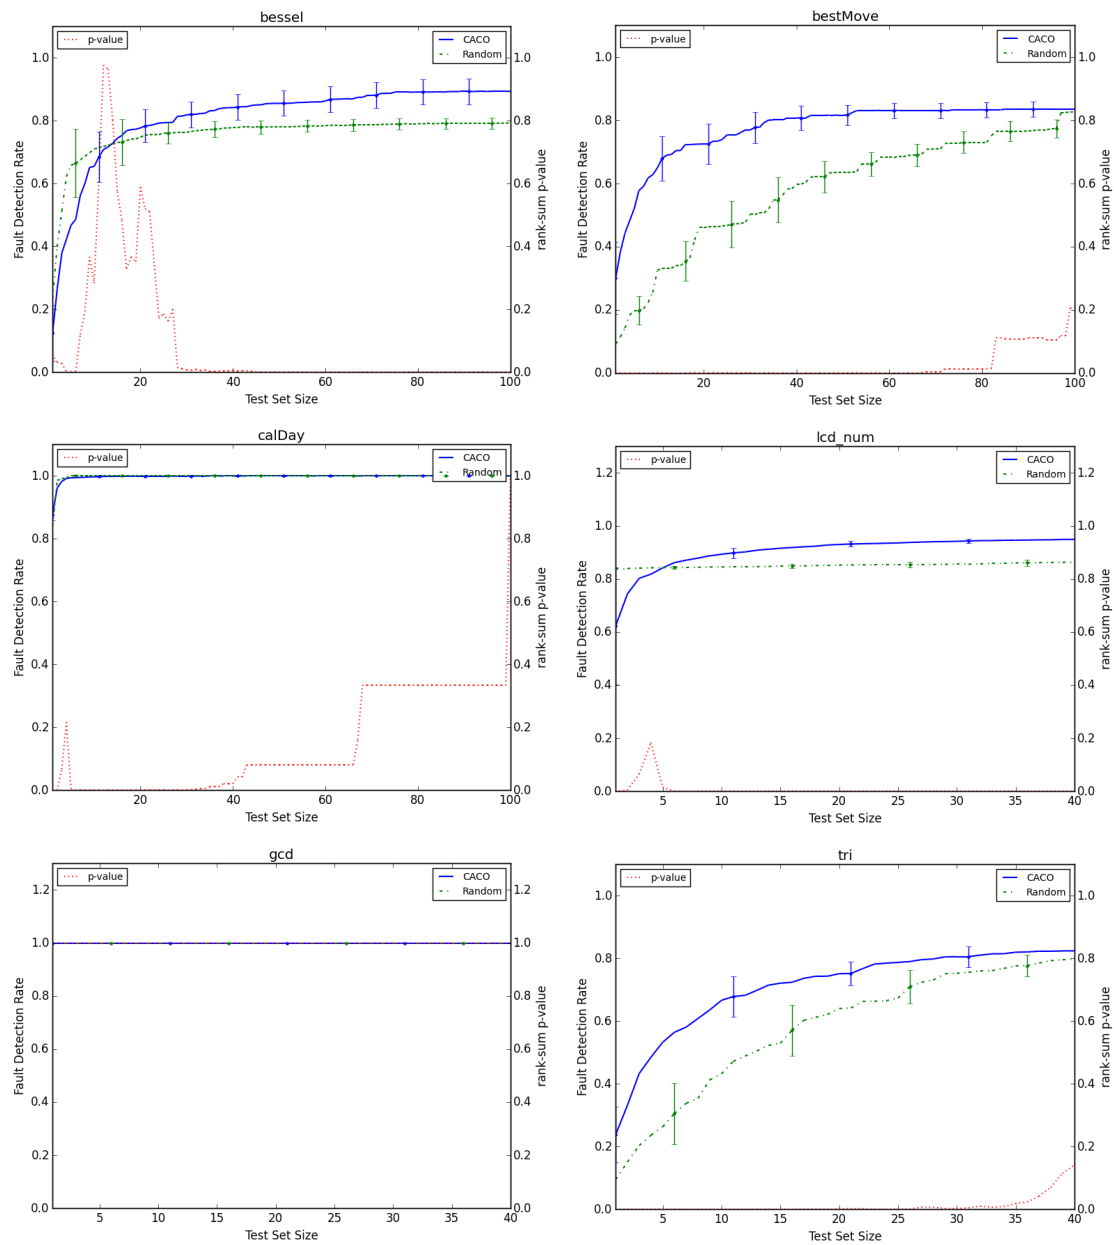 bessel
p-value
CACO
Random
1.0
0.8
0.6
0.4
0.2
0.0
Fault Detection Rate
1.0
0.8
0.6
0.4
0.2
0.0
rank-sum p-value
20 40 60 80 100
Test Set Size
bestMove
p-value
CACO
Random
1.0
0.8
0.6
0.4
0.2
0.0
Fault Detection Rate
1.0
0.8
0.6
0.4
0.2
0.0
rank-sum p-value
20 40 60 80 100
Test Set Size
calDay
p-value
CACO
Random
1.0
0.8
0.6
0.4
0.2
0.0
Fault Detection Rate
1.0
0.8
0.6
0.4
0.2
0.0
rank-sum p-value
20 40 60 80 100
Test Set Size
lcd_num
p-value
CACO
Random
1.2
1.0
0.8
0.6
0.4
0.2
0.0
Fault Detection Rate
1.2
1.0
0.8
0.6
0.4
0.2
0.0
rank-sum p-value
5 10 15 20 25 30 35 40
Test Set Size
gcd
p-value
CACO
Random
1.2
1.0
0.8
0.6
0.4
0.2
0.0
Fault Detection Rate
1.2
1.0
0.8
0.6
0.4
0.2
0.0
rank-sum p-value
5 10 15 20 25 30 35 40
Test Set Size
tri
p-value
CACO
Random
1.0
0.8
0.6
0.4
0.2
0.0
Fault Detection Rate
1.0
0.8
0.6
0.4
0.2
0.0
rank-sum p-value
5 10 15 20 25 30 35 40
Test Set Size